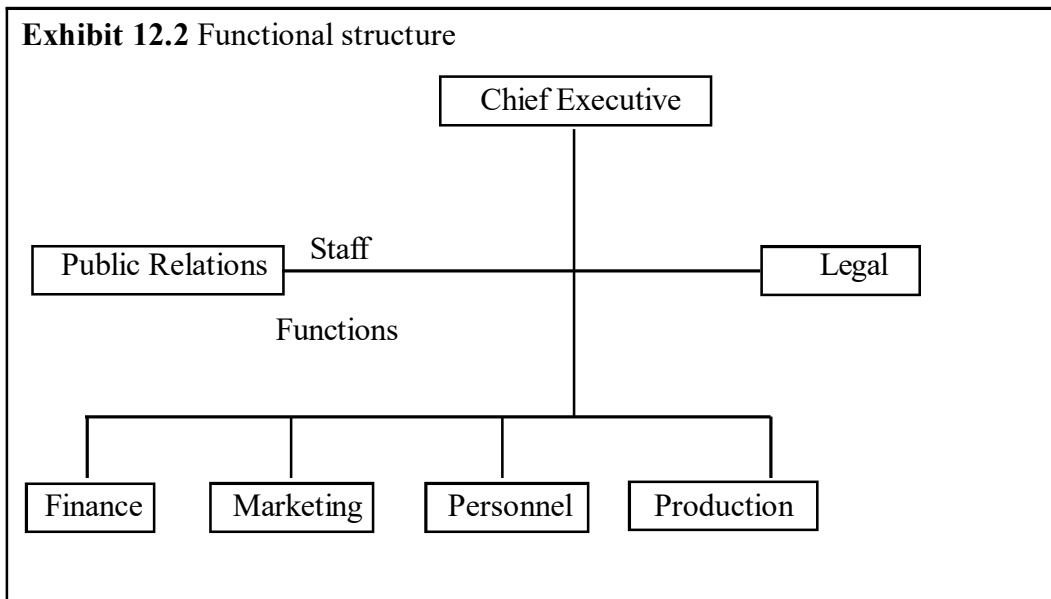 Exhibit 12.2 Functional structure
Chief Executive
Public Relations
Staff
Legal
Functions
Finance
Marketing
Personnel
Production